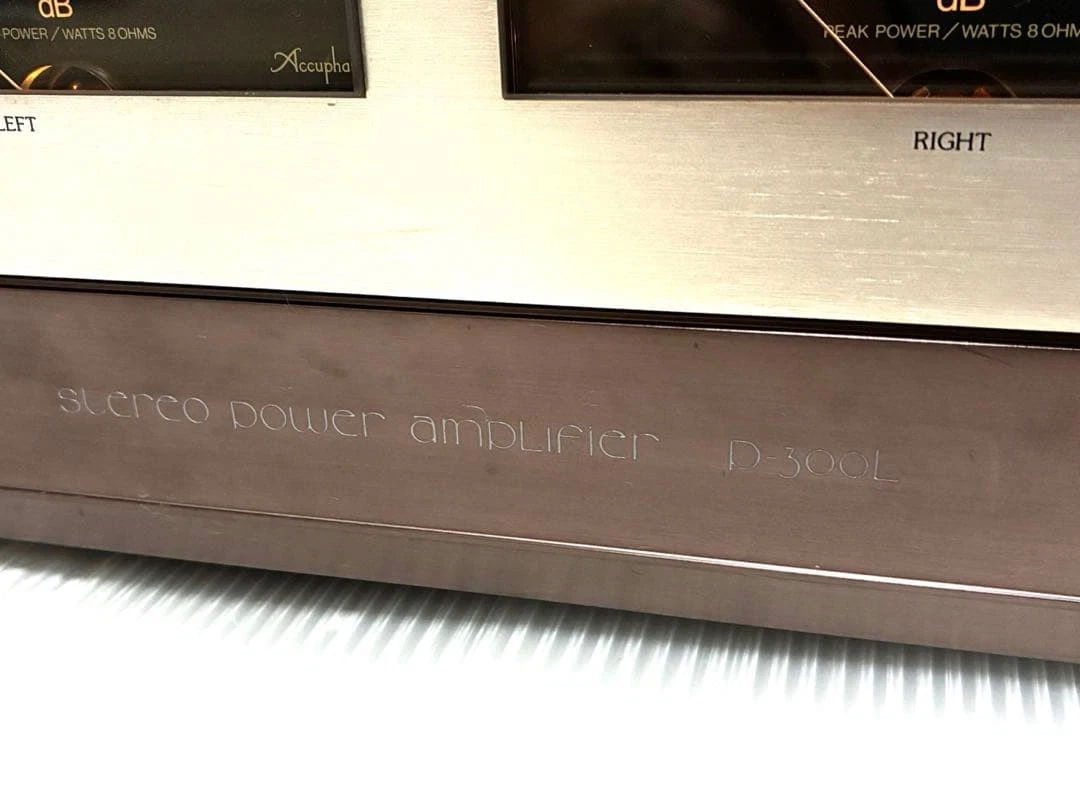 dB
POWER/WATTS 8 OHMS
Accupha
LEFT
dB
PEAK POWER/WATTS 8 OHM
RIGHT
stereo power amplifier P-300L